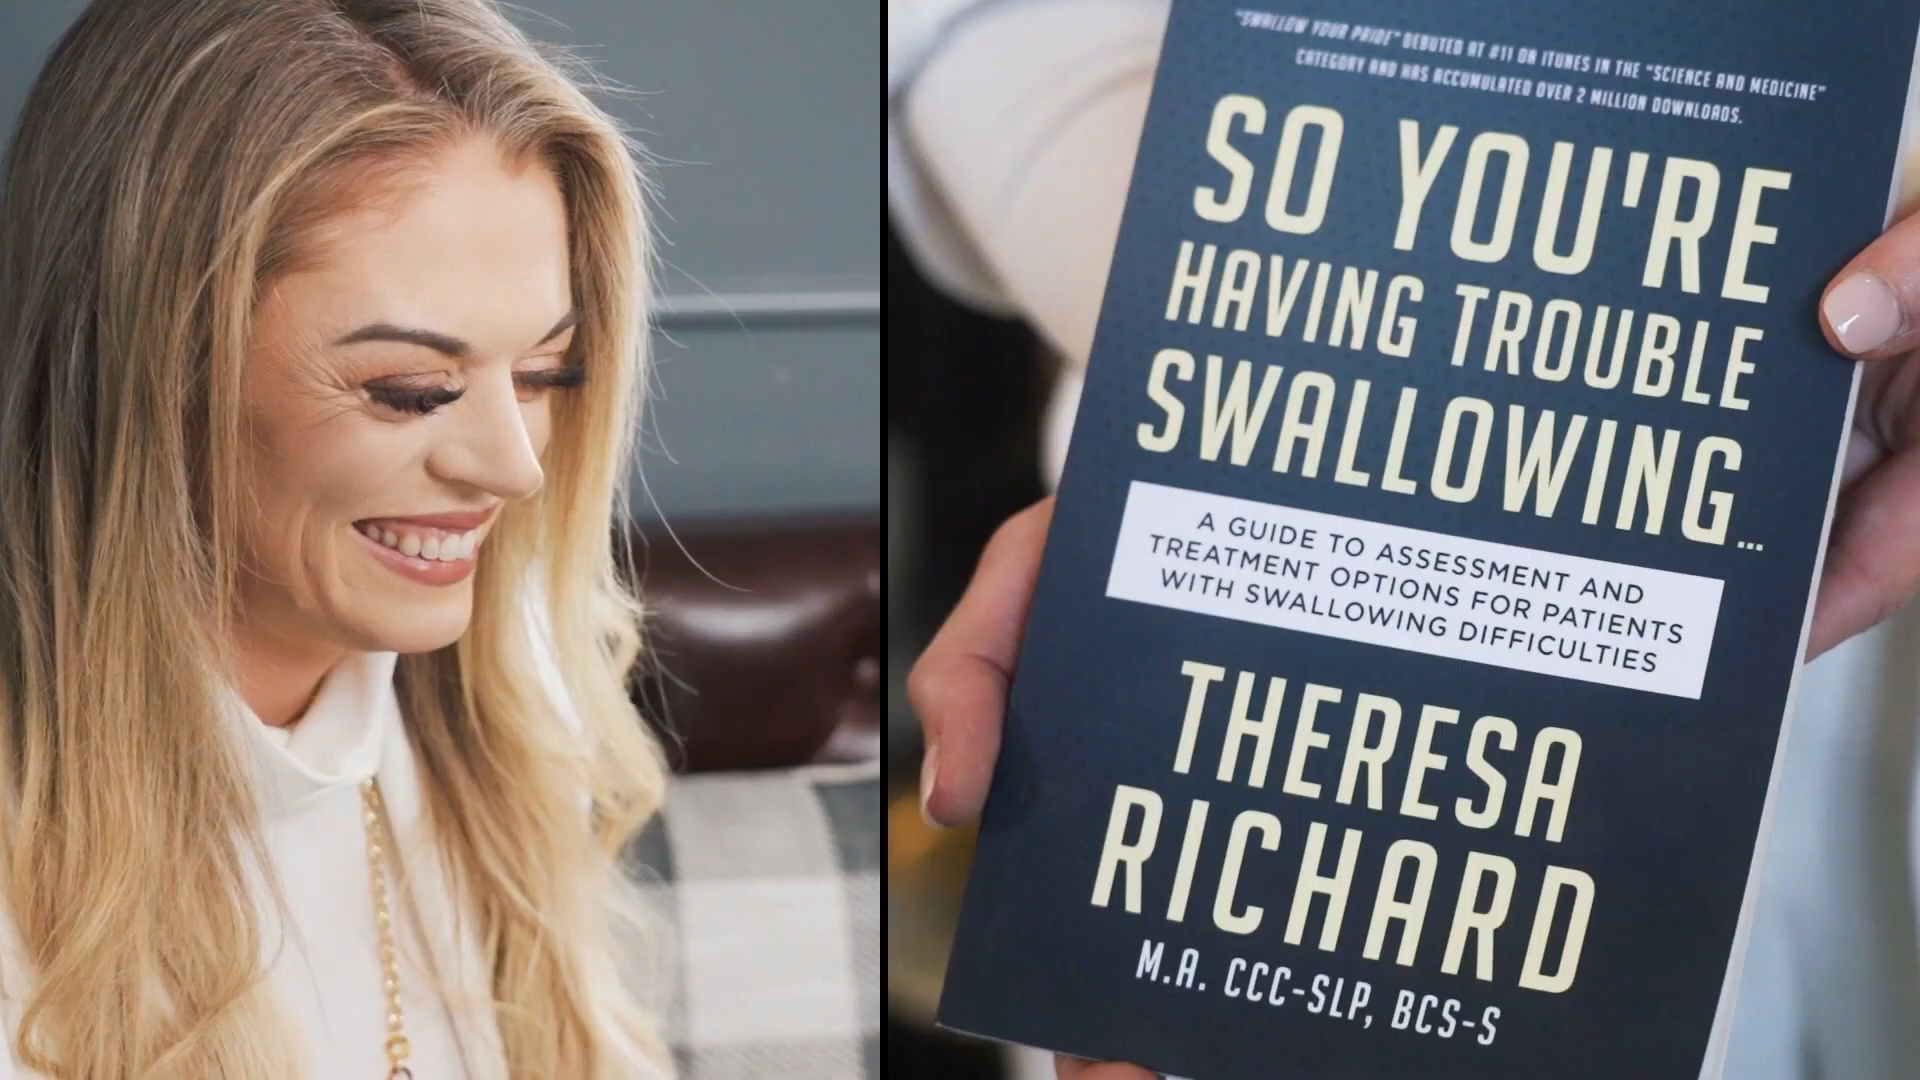 "SWALLOW YOUR PRIDE" DEBUTED AT #11 ON ITUNES IN THE "SCIENCE AND MEDICINE"
CATEGORY AND HAS ACCUMULATED OVER 2 MILLION DOWNLOADS.
SO YOU'RE
HAVING TROUBLE
SWALLOWING...
A GUIDE TO ASSESSMENT AND
TREATMENT OPTIONS FOR PATIENTS
WITH SWALLOWING DIFFICULTIES
THERESA
RICHARD
M.A. CCC-SLP, BCS-S